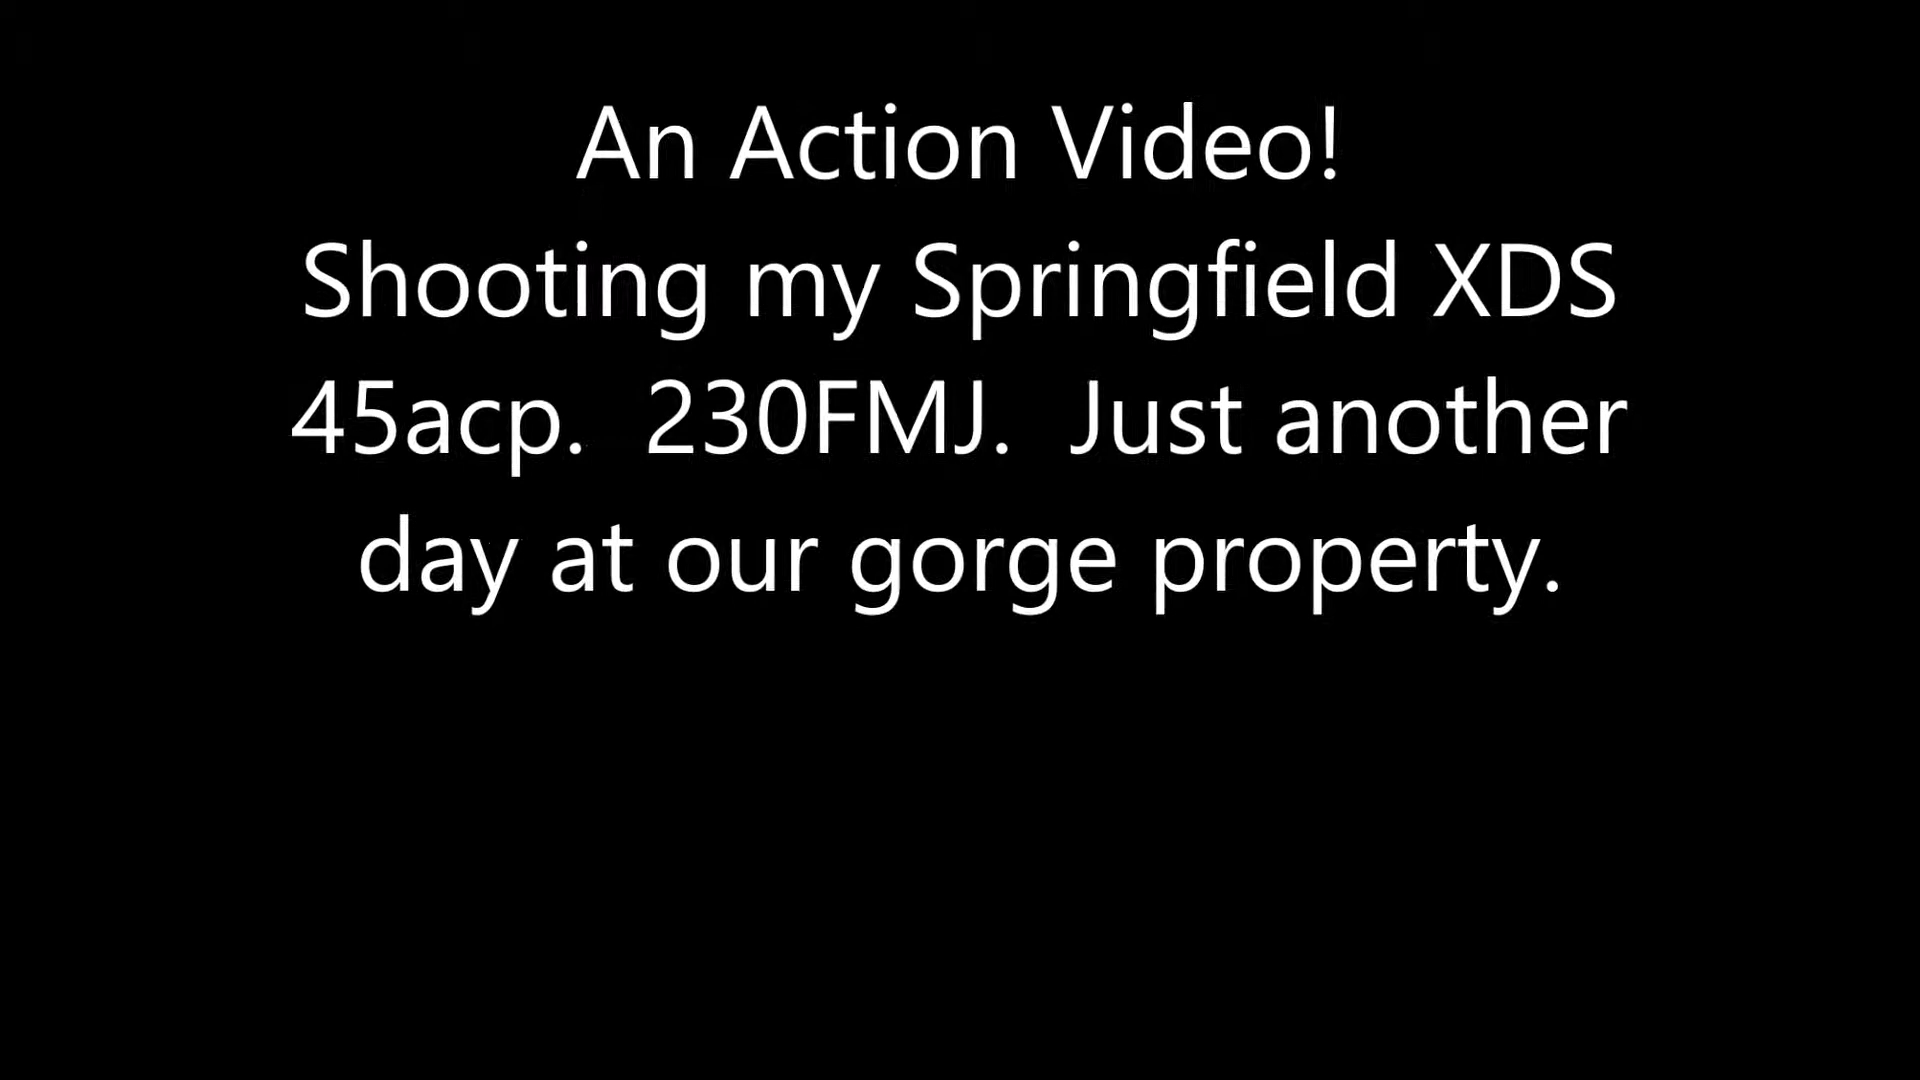 An Action Video!
Shooting my Springfield XDS
45acp.  230FMJ.  Just another
day at our gorge property.